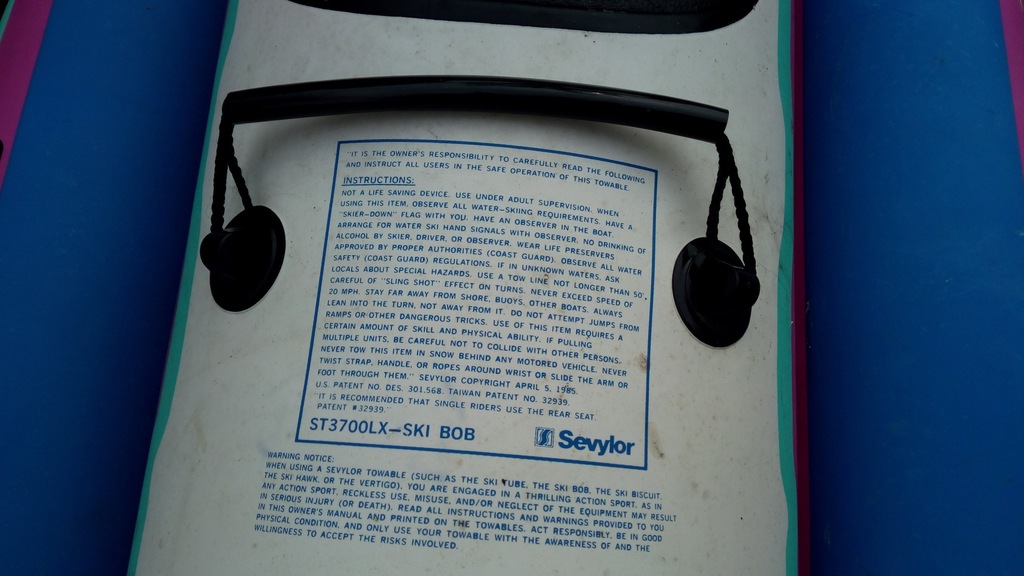 "IT IS THE OWNER'S RESPONSIBILITY TO CAREFULLY READ THE FOLLOWING
AND INSTRUCT ALL USERS IN THE SAFE OPERATION OF THIS TOWABLE.
INSTRUCTIONS:
NOT A LIFE SAVING DEVICE. USE UNDER ADULT SUPERVISION. WHEN
USING THIS ITEM, OBSERVE ALL WATER-SKIING REQUIREMENTS. HAVE A
"SKIER-DOWN" FLAG WITH YOU. HAVE AN OBSERVER IN THE BOAT.
ARRANGE FOR WATER SKI HAND SIGNALS WITH OBSERVER. NO DRINKING OF
ALCOHOL BY SKIER, DRIVER, OR OBSERVER. WEAR LIFE PRESERVERS
APPROVED BY PROPER AUTHORITIES (COAST GUARD). OBSERVE ALL WATER
SAFETY (COAST GUARD) REGULATIONS. IF IN UNKNOWN WATERS, ASK
LOCALS ABOUT SPECIAL HAZARDS. USE A TOW LINE NOT LONGER THAN 50'.
CAREFUL OF "SLING SHOT" EFFECT ON TURNS. NEVER EXCEED SPEED OF
20 MPH. STAY FAR AWAY FROM SHORE, BUOYS, OTHER BOATS. ALWAYS
LEAN INTO THE TURN, NOT AWAY FROM IT. DO NOT ATTEMPT JUMPS FROM
RAMPS OR OTHER DANGEROUS TRICKS. USE OF THIS ITEM REQUIRES A
CERTAIN AMOUNT OF SKILL AND PHYSICAL ABILITY. IF PULLING
MULTIPLE UNITS, BE CAREFUL NOT TO COLLIDE WITH OTHER PERSONS.
NEVER TOW THIS ITEM IN SNOW BEHIND ANY MOTORED VEHICLE. NEVER
TWIST STRAP, HANDLE, OR ROPES AROUND WRIST OR SLIDE THE ARM OR
FOOT THROUGH THEM." SEVYLOR COPYRIGHT APRIL 5, 1985.
U.S. PATENT NO. DES. 301.568. TAIWAN PATENT NO. 32939.
"IT IS RECOMMENDED THAT SINGLE RIDERS USE THE REAR SEAT.
PATENT #32939."
ST3700LX—SKI BOB Sevylor
WARNING NOTICE:
WHEN USING A SEVYLOR TOWABLE (SUCH AS THE SKI TUBE, THE SKI BOB, THE SKI BISCUIT,
THE SKI HAWK, OR THE VERTIGO). YOU ARE ENGAGED IN A THRILLING ACTION SPORT. AS IN
ANY ACTION SPORT, RECKLESS USE, MISUSE, AND/OR NEGLECT OF THE EQUIPMENT MAY RESULT
IN SERIOUS INJURY (OR DEATH). READ ALL INSTRUCTIONS AND WARNINGS PROVIDED TO YOU
IN THIS OWNER'S MANUAL AND PRINTED ON THE TOWABLES. ACT RESPONSIBLY, BE IN GOOD
PHYSICAL CONDITION, AND ONLY USE YOUR TOWABLE WITH THE AWARENESS OF AND THE
WILLINGNESS TO ACCEPT THE RISKS INVOLVED.